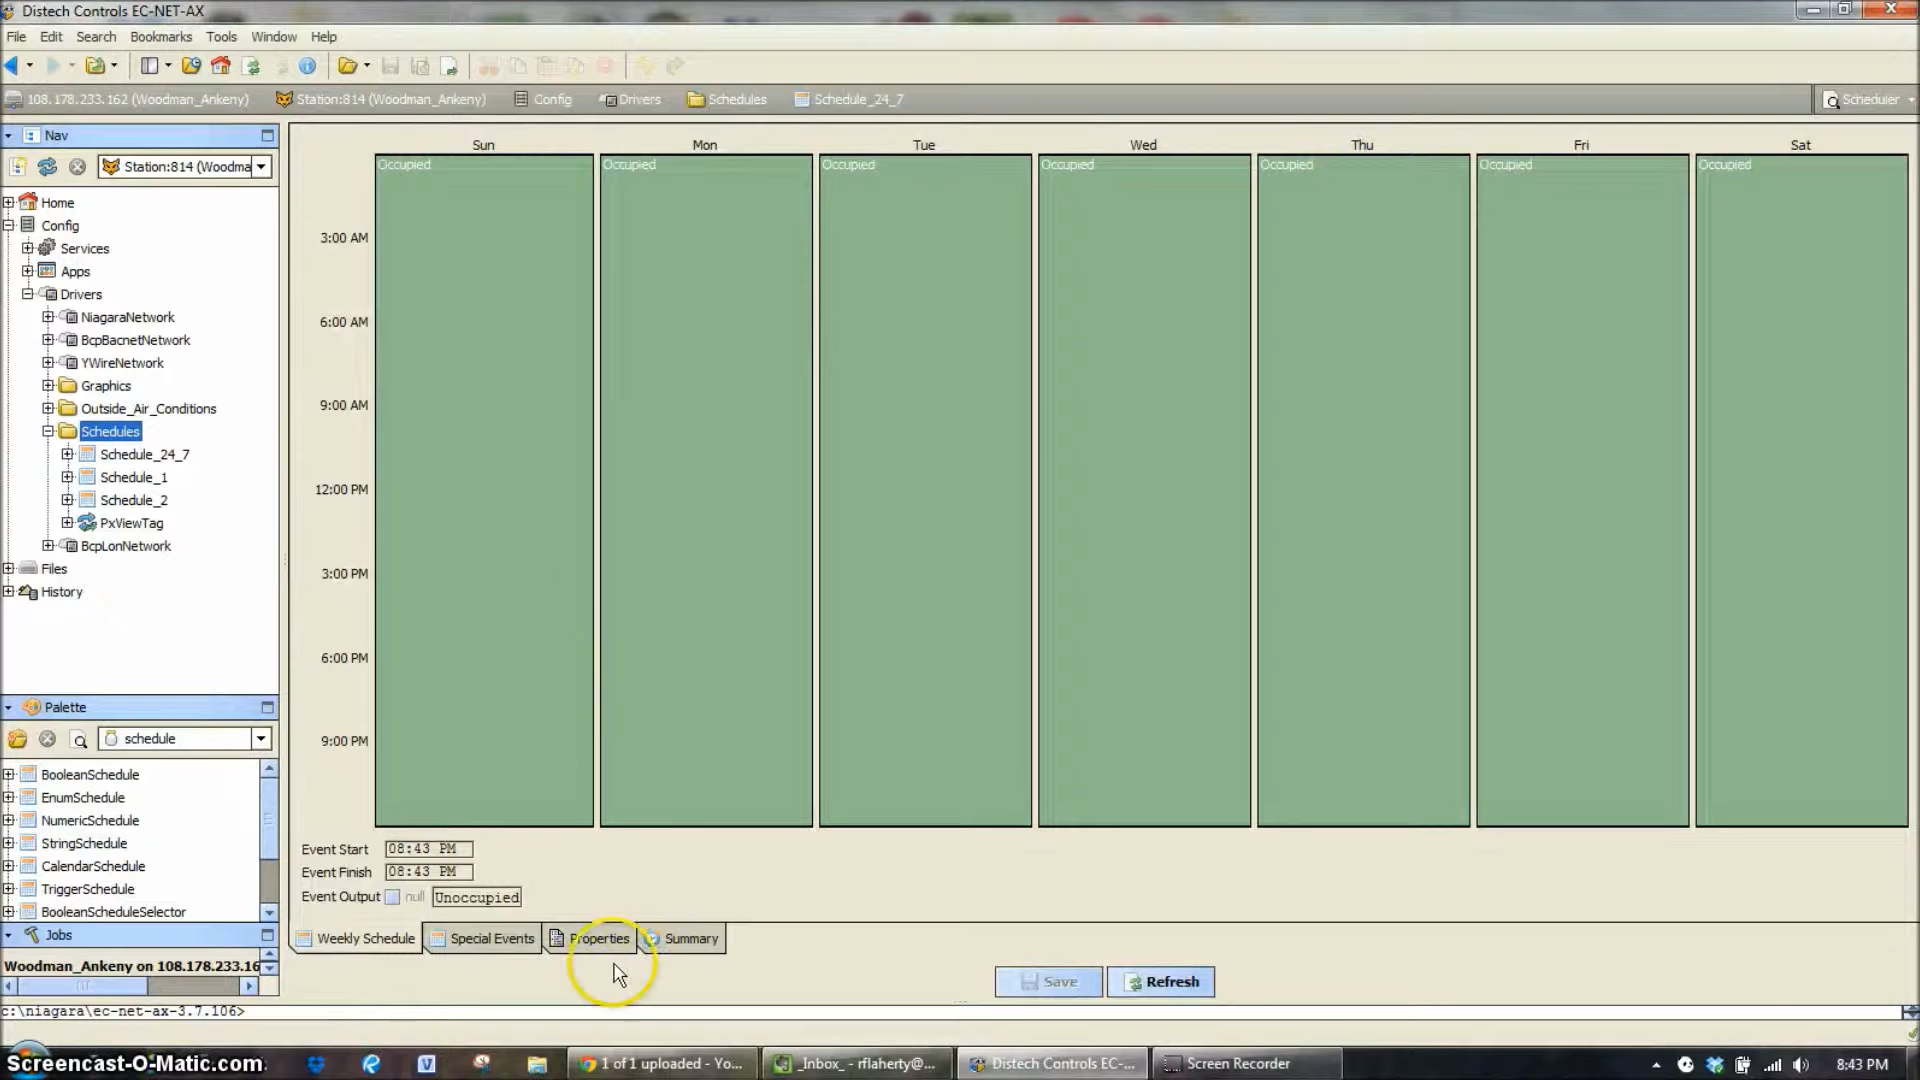 Distech Controls EC-NET-AX
File Edit Search Bookmarks Tools Window Help
108.178.233.162 (Woodman_Ankeny) Station:814 (Woodman_Ankeny) Config Drivers Schedules Schedule_24_7 Scheduler
Nav
Station:814 (Woodma
Home
Config
Services
Apps
Drivers
NiagaraNetwork
BcpBacnetNetwork
YWireNetwork
Graphics
Outside_Air_Conditions
Schedules
Schedule_24_7
Schedule_1
Schedule_2
PxViewTag
BcpLonNetwork
Files
History
Palette
schedule
BooleanSchedule
EnumSchedule
NumericSchedule
StringSchedule
CalendarSchedule
TriggerSchedule
BooleanScheduleSelector
Jobs
Woodman_Ankeny on 108.178.233.16
Sun Mon Tue Wed Thu Fri Sat
Occupied Occupied Occupied Occupied Occupied Occupied Occupied
3:00 AM
6:00 AM
9:00 AM
12:00 PM
3:00 PM
6:00 PM
9:00 PM
Event Start 08:43 PM
Event Finish 08:43 PM
Event Output null Unoccupied
Weekly Schedule Special Events Properties Summary
Save Refresh
c:\niagara\ec-net-ax-3.7.106>
Screencast-O-Matic.com 1 of 1 uploaded - Yo... _Inbox_ - rflaherty@... Distech Controls EC-... Screen Recorder 8:43 PM